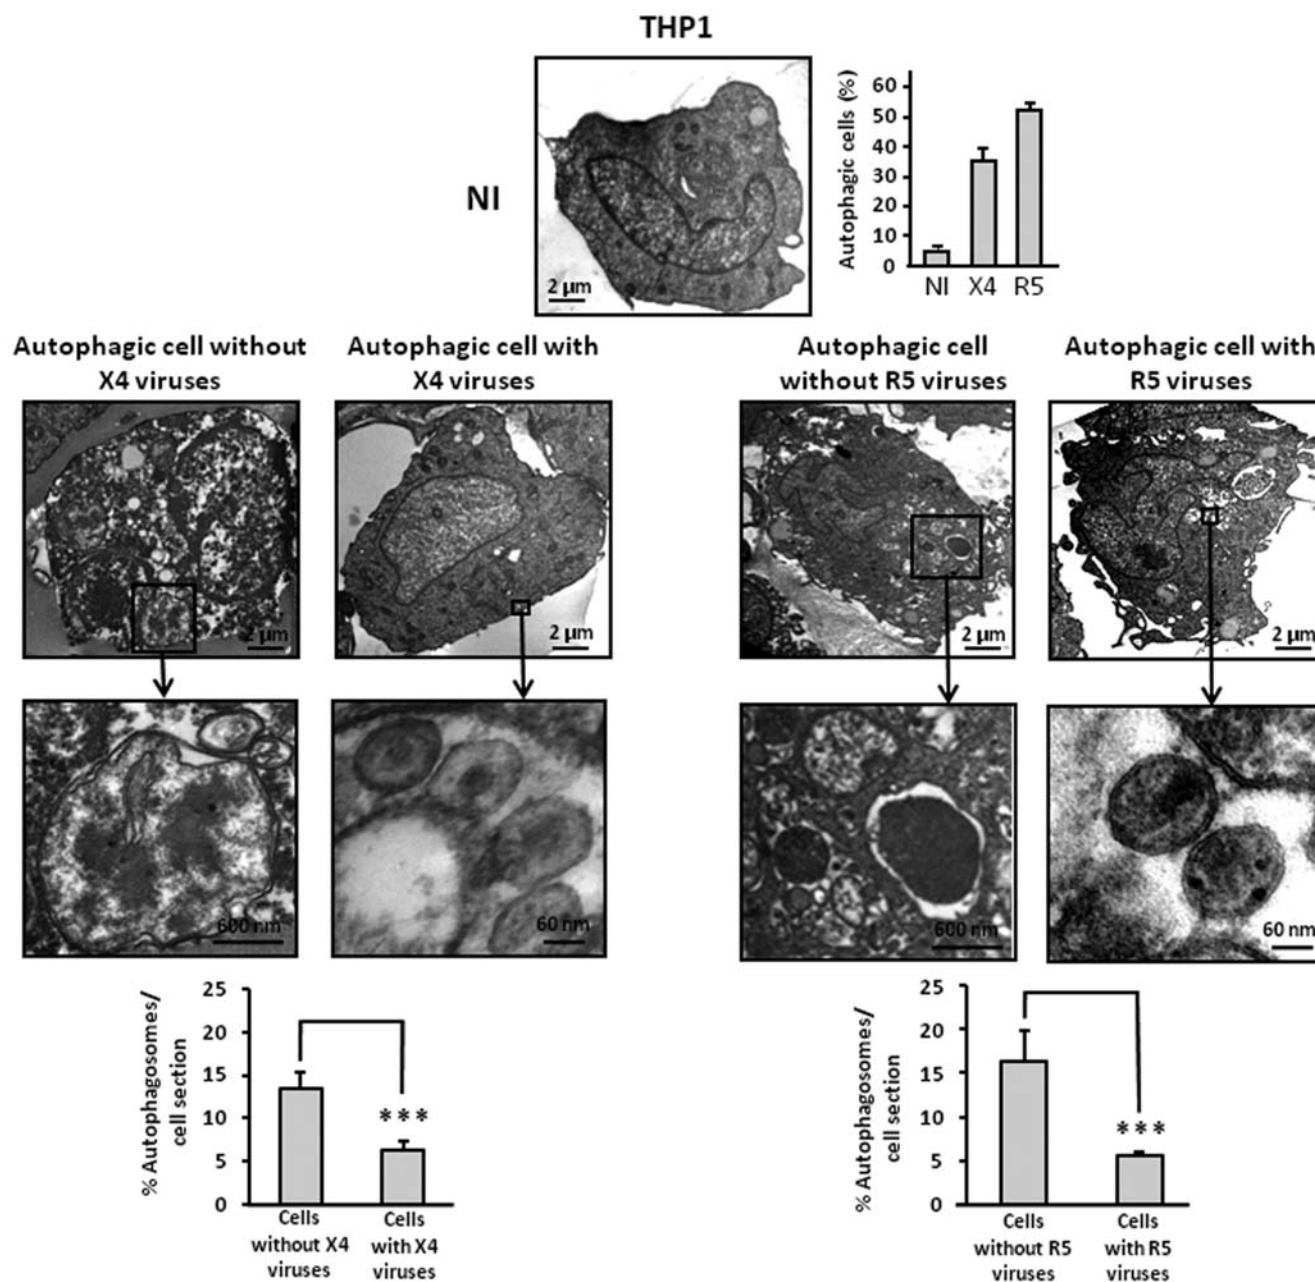 THP1
NI
2 µm
Autophagic cells (%)
60
50
40
30
20
10
0
NI X4 R5
Autophagic cell without
X4 viruses
Autophagic cell with
X4 viruses
Autophagic cell
without R5 viruses
Autophagic cell with
R5 viruses
2 µm
2 µm
2 µm
2 µm
600 nm
60 nm
600 nm
60 nm
% Autophagosomes/
cell section
25
20
15
10
5
0
***
Cells
without X4
viruses
Cells
with X4
viruses
% Autophagosomes/
cell section
25
20
15
10
5
0
***
Cells
without R5
viruses
Cells
with R5
viruses